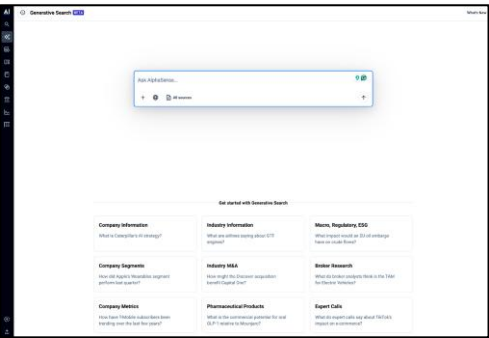 AI
Generative Search BETA
What's New
Ask AlphaSense...
All sources
Get started with Generative Search
Company Information
What is Caterpillar's AI strategy?
Industry Information
What are airlines saying about GTF
engines?
Macro, Regulatory, ESG
What impact would an EU oil embargo
have on crude flows?
Company Segments
How did Apple's Wearables segment
perform last quarter?
Industry M&A
How might the Discover acquisition
benefit Capital One?
Broker Research
What do broker analysts think is the TAM
for Electric Vehicles?
Company Metrics
How have T-Mobile subscribers been
trending over the last few years?
Pharmaceutical Products
What is the commercial potential for oral
GLP-1 relative to Mounjaro?
Expert Calls
What do expert calls say about TikTok's
impact on e-commerce?